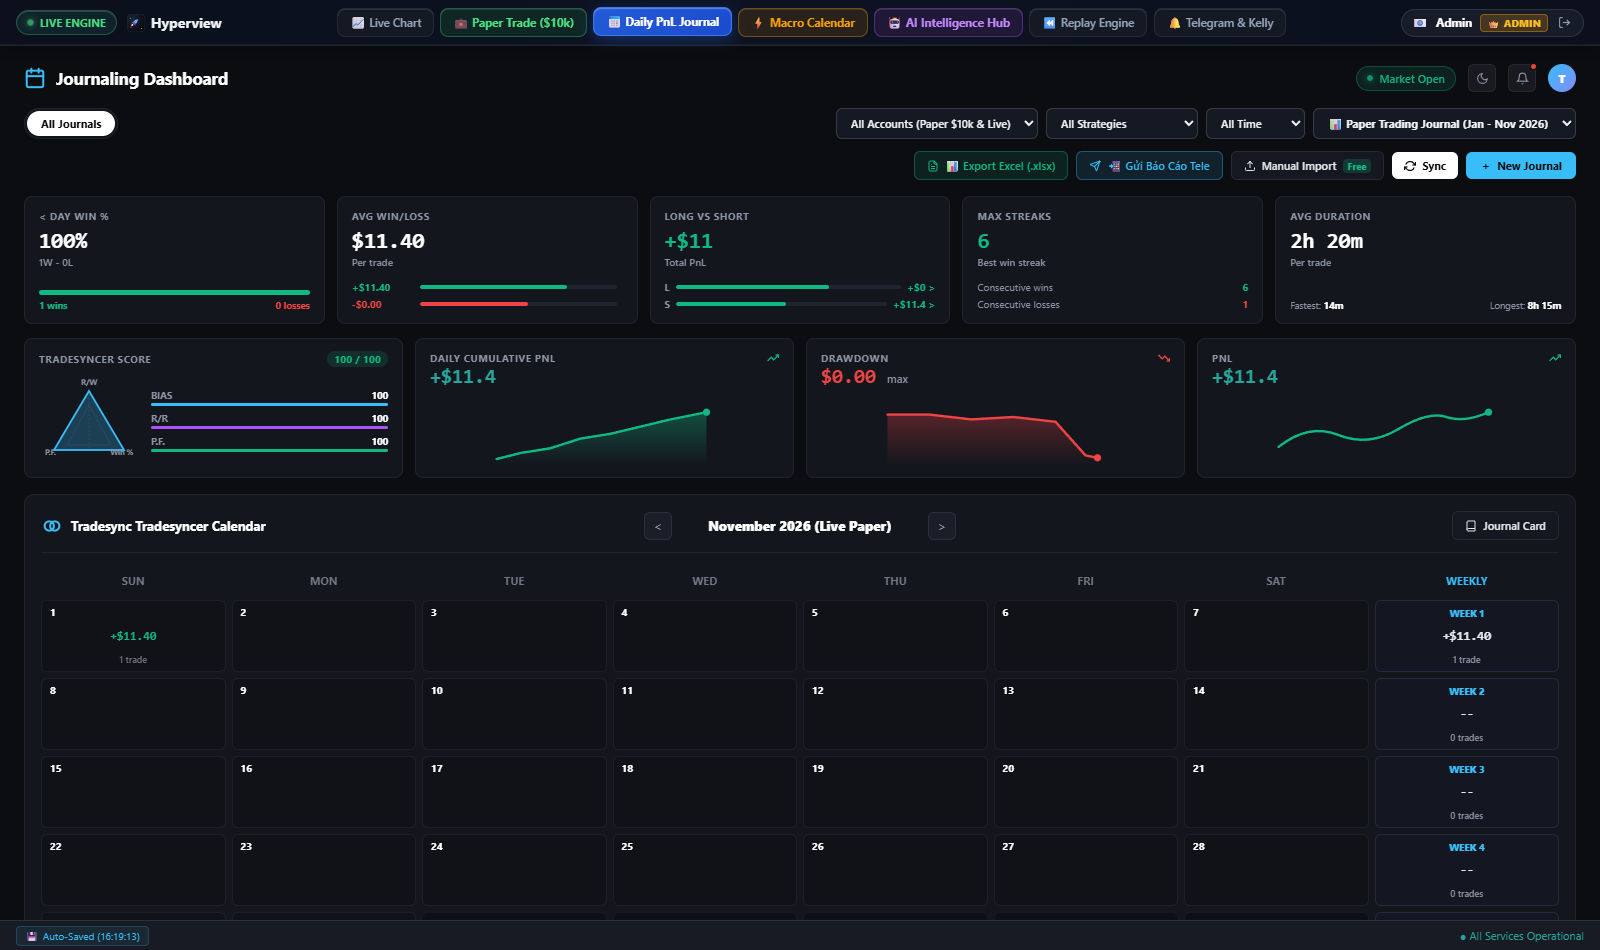 LIVE ENGINE
Hyperview
Live Chart
Paper Trade ($10k)
Daily PnL Journal
Macro Calendar
AI Intelligence Hub
Replay Engine
Telegram & Kelly
Admin
ADMIN
Journaling Dashboard
Market Open
T
All Journals
All Accounts (Paper $10k & Live)
All Strategies
All Time
Paper Trading Journal (Jan - Nov 2026)
Export Excel (.xlsx)
Gửi Báo Cáo Tele
Manual Import Free
Sync
+ New Journal
< DAY WIN %
100%
1W - 0L
1 wins
0 losses
AVG WIN/LOSS
$11.40
Per trade
+$11.40
-$0.00
LONG VS SHORT
+$11
Total PnL
L +$0 >
S +$11.4 >
MAX STREAKS
6
Best win streak
Consecutive wins 6
Consecutive losses 1
AVG DURATION
2h 20m
Per trade
Fastest: 14m
Longest: 8h 15m
TRADESYNCER SCORE
100 / 100
R/W
P.F.
Win %
BIAS 100
R/R 100
P.F. 100
DAILY CUMULATIVE PNL
+$11.4
DRAWDOWN
$0.00 max
PNL
+$11.4
Tradesync Tradesyncer Calendar
<
November 2026 (Live Paper)
>
Journal Card
SUN MON TUE WED THU FRI SAT WEEKLY
1 2 3 4 5 6 7 WEEK 1
+$11.40 +$11.40
1 trade 1 trade
8 9 10 11 12 13 14 WEEK 2
--
0 trades
15 16 17 18 19 20 21 WEEK 3
--
0 trades
22 23 24 25 26 27 28 WEEK 4
--
0 trades
Auto-Saved (16:19:13)
All Services Operational